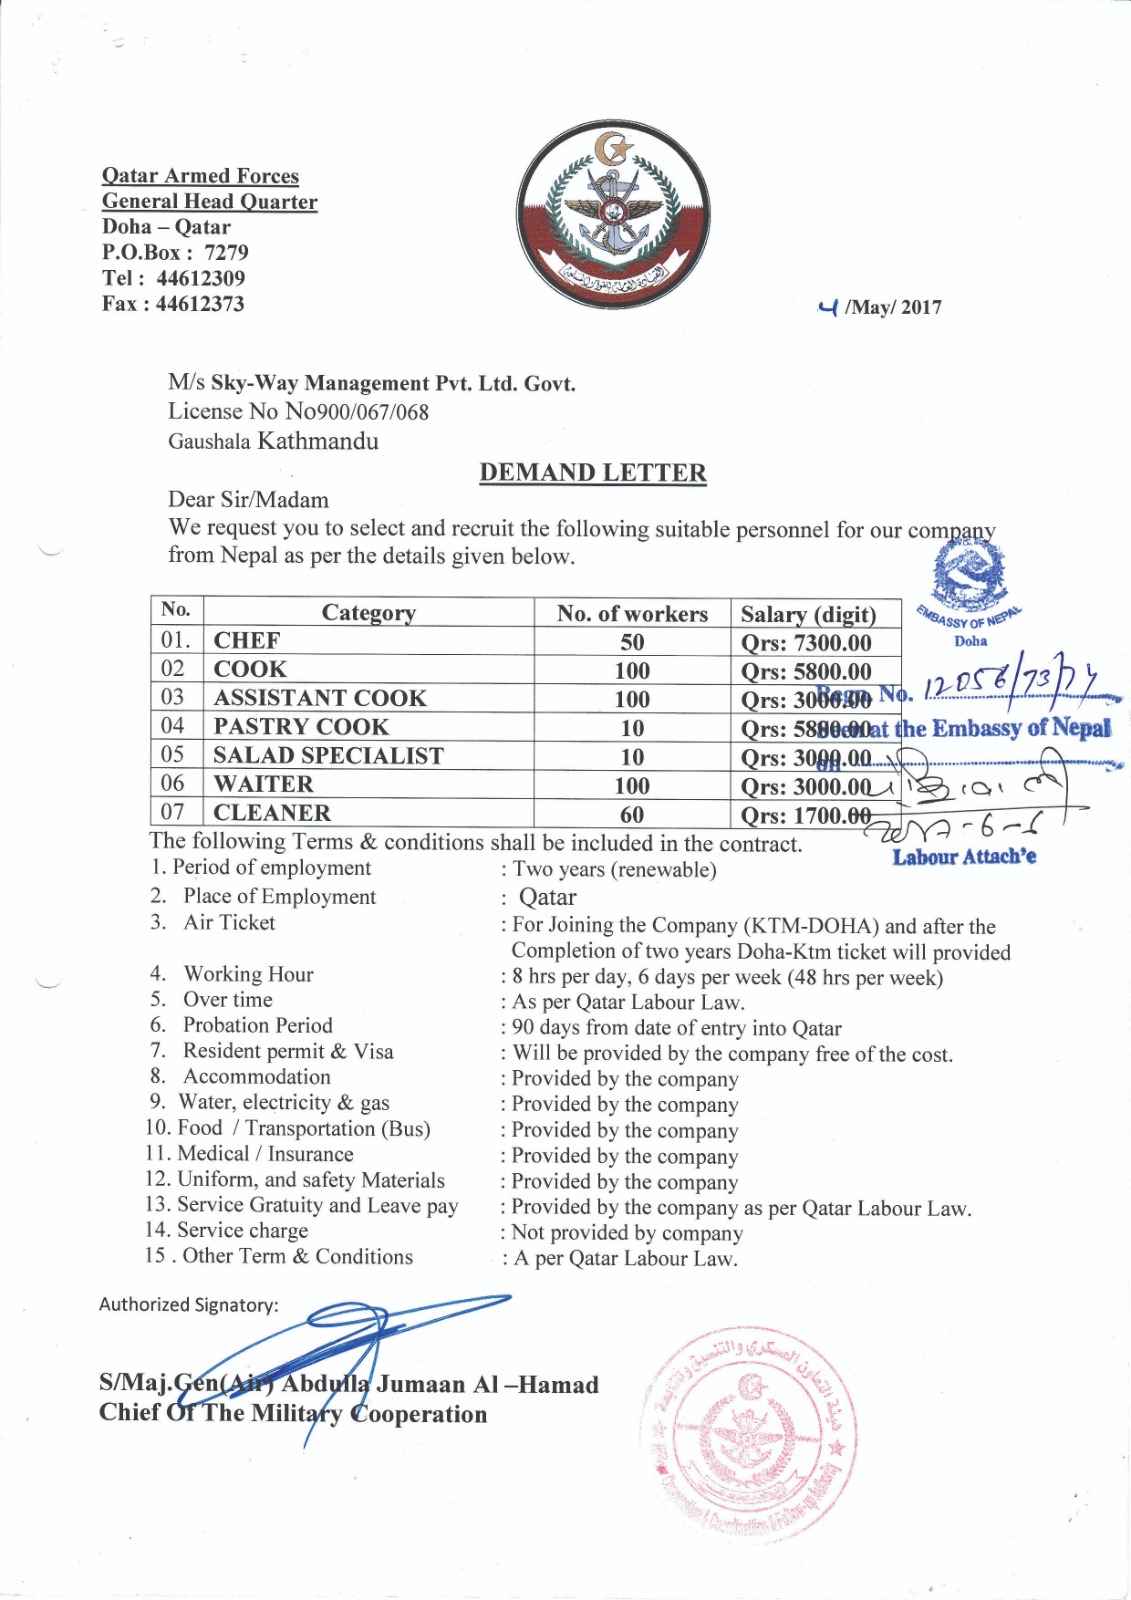 Qatar Armed Forces
General Head Quarter
Doha – Qatar
P.O.Box : 7279
Tel : 44612309
Fax : 44612373
4 /May/ 2017
M/s Sky-Way Management Pvt. Ltd. Govt.
License No No900/067/068
Gaushala Kathmandu
DEMAND LETTER
Dear Sir/Madam
We request you to select and recruit the following suitable personnel for our company
from Nepal as per the details given below.
EMBASSY OF NEPAL
Doha
No. Category No. of workers Salary (digit)
01. CHEF 50 Qrs: 7300.00
02 COOK 100 Qrs: 5800.00
03 ASSISTANT COOK 100 Qrs: 3000.00
04 PASTRY COOK 10 Qrs: 5800.00
05 SALAD SPECIALIST 10 Qrs: 3000.00
06 WAITER 100 Qrs: 3000.00
07 CLEANER 60 Qrs: 1700.00
Regn. No. 12056/73/74
Seen at the Embassy of Nepal
on
2017-6-6
Labour Attach'e
The following Terms & conditions shall be included in the contract.
1. Period of employment : Two years (renewable)
2. Place of Employment : Qatar
3. Air Ticket : For Joining the Company (KTM-DOHA) and after the
Completion of two years Doha-Ktm ticket will provided
4. Working Hour : 8 hrs per day, 6 days per week (48 hrs per week)
5. Over time : As per Qatar Labour Law.
6. Probation Period : 90 days from date of entry into Qatar
7. Resident permit & Visa : Will be provided by the company free of the cost.
8. Accommodation : Provided by the company
9. Water, electricity & gas : Provided by the company
10. Food / Transportation (Bus) : Provided by the company
11. Medical / Insurance : Provided by the company
12. Uniform, and safety Materials : Provided by the company
13. Service Gratuity and Leave pay : Provided by the company as per Qatar Labour Law.
14. Service charge : Not provided by company
15 . Other Term & Conditions : A per Qatar Labour Law.
Authorized Signatory:
S/Maj.Gen(Air) Abdulla Jumaan Al –Hamad
Chief Of The Military Cooperation
هيئة التعاون العسكري والتنسيق والمتابعة
Cooperation & Coordination & Follow-up Authority